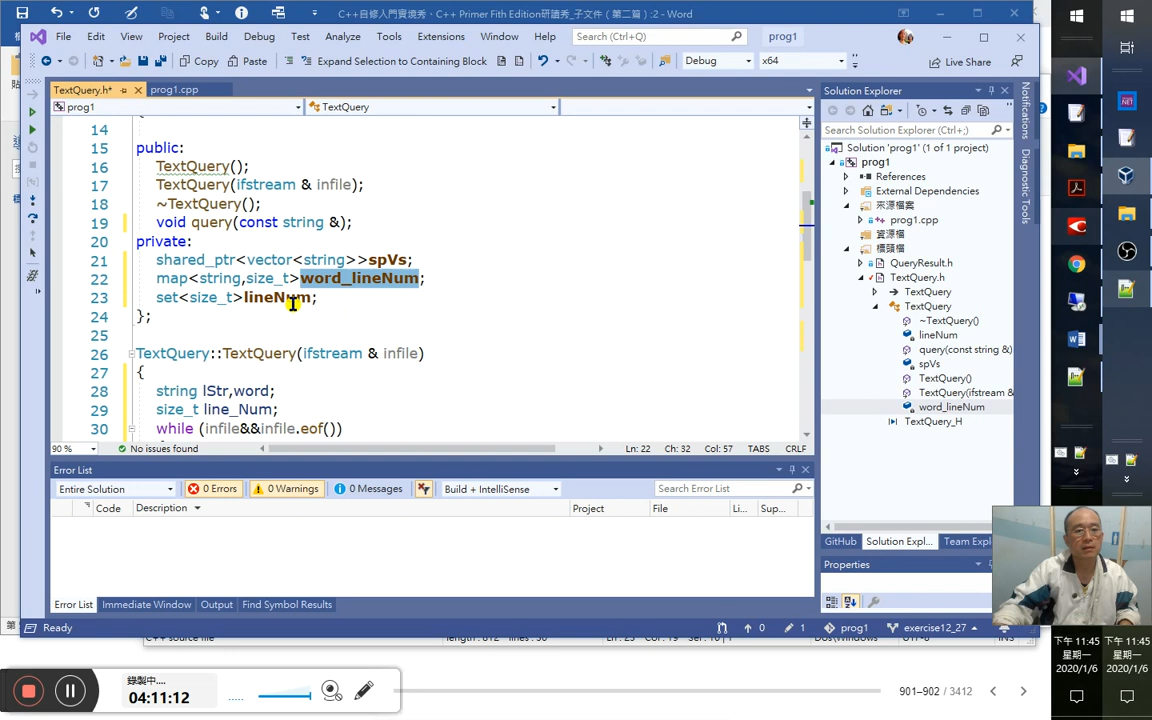 C++自修入門實境秀、C++ Primer Fith Edition研讀秀_子文件（第二篇）:2 - Word
File Edit View Project Build Debug Test Analyze Tools Extensions Window Help Search (Ctrl+Q) prog1
Copy Paste Expand Selection to Containing Block Debug x64 Live Share
TextQuery.h* prog1.cpp
prog1 TextQuery
14 {
15 public:
16 TextQuery();
17 TextQuery(ifstream & infile);
18 ~TextQuery();
19 void query(const string &);
20 private:
21 shared_ptr<vector<string>>spVs;
22 map<string,size_t>word_lineNum;
23 set<size_t>lineNum;
24 };
25
26 TextQuery::TextQuery(ifstream & infile)
27 {
28 string lStr,word;
29 size_t line_Num;
30 while (infile&&infile.eof())
90 % No issues found Ln: 22 Ch: 32 Col: 57 TABS CRLF
Error List
Entire Solution 0 Errors 0 Warnings 0 Messages Build + IntelliSense Search Error List
Code Description Project File Li... Sup...
Error List Immediate Window Output Find Symbol Results
Ready 0 1 prog1 exercise12_27
Solution Explorer
Search Solution Explorer (Ctrl+;)
Solution 'prog1' (1 of 1 project)
prog1
References
External Dependencies
來源檔案
prog1.cpp
資源檔
標頭檔
QueryResult.h
TextQuery.h
TextQuery
TextQuery
~TextQuery()
lineNum
query(const string &)
spVs
TextQuery()
TextQuery(ifstream &
word_lineNum
TextQuery_H
GitHub Solution Expl... Team Expl
Properties
Notifications
Diagnostic Tools
錄製中....
04:11:12
901–902 / 3412
下午 11:45
星期一
2020/1/6
下午 11:45
星期一
2020/1/6